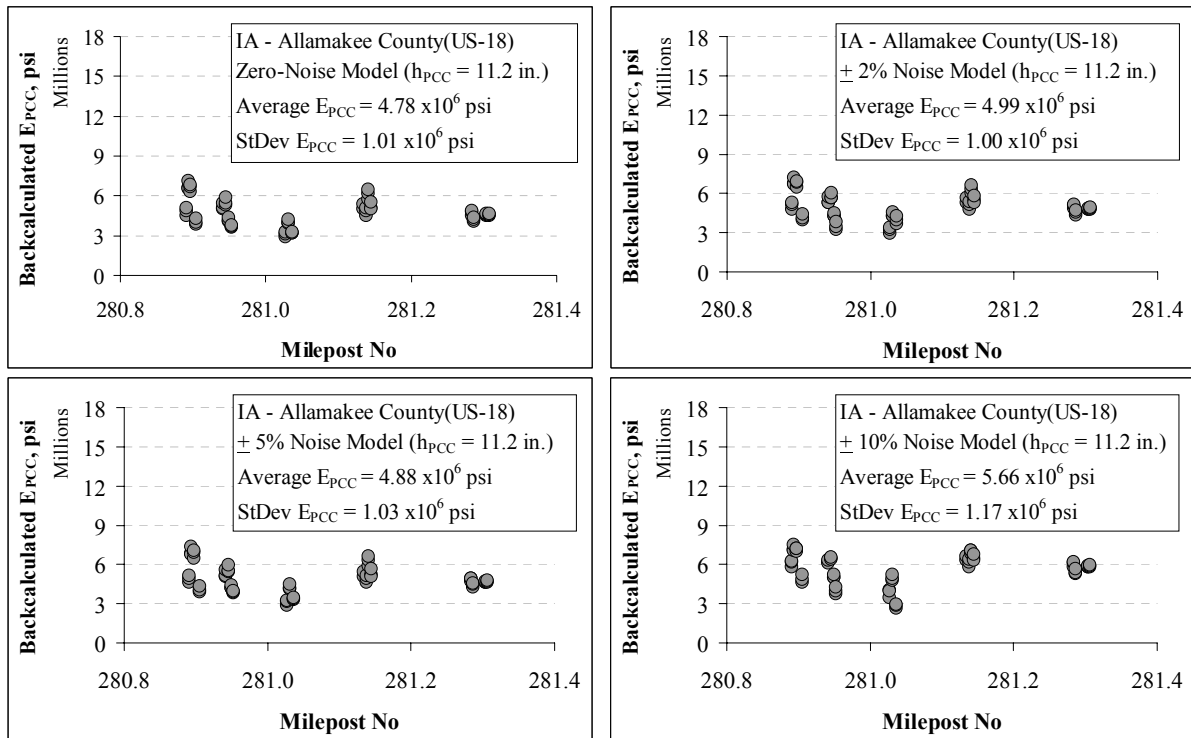 Backcalculated EPCC, psi
Millions
18
15
12
9
6
3
0
IA - Allamakee County(US-18)
Zero-Noise Model (hPCC = 11.2 in.)
Average EPCC = 4.78 x10^6 psi
StDev EPCC = 1.01 x10^6 psi
280.8 281.0 281.2 281.4
Milepost No
Backcalculated EPCC, psi
Millions
18
15
12
9
6
3
0
IA - Allamakee County(US-18)
+ 2% Noise Model (hPCC = 11.2 in.)
Average EPCC = 4.99 x10^6 psi
StDev EPCC = 1.00 x10^6 psi
280.8 281.0 281.2 281.4
Milepost No
Backcalculated EPCC, psi
Millions
18
15
12
9
6
3
0
IA - Allamakee County(US-18)
+ 5% Noise Model (hPCC = 11.2 in.)
Average EPCC = 4.88 x10^6 psi
StDev EPCC = 1.03 x10^6 psi
280.8 281.0 281.2 281.4
Milepost No
Backcalculated EPCC, psi
Millions
18
15
12
9
6
3
0
IA - Allamakee County(US-18)
+ 10% Noise Model (hPCC = 11.2 in.)
Average EPCC = 5.66 x10^6 psi
StDev EPCC = 1.17 x10^6 psi
280.8 281.0 281.2 281.4
Milepost No